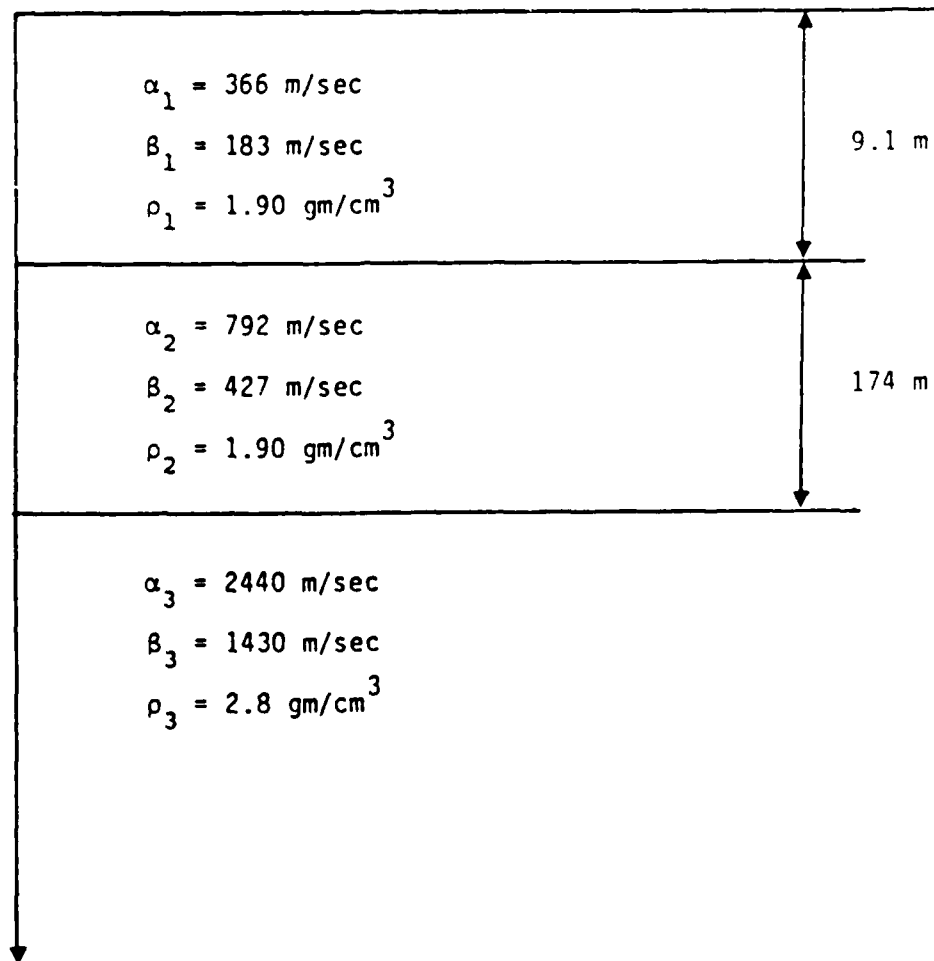 α₁ = 366 m/sec
β₁ = 183 m/sec
ρ₁ = 1.90 gm/cm³
9.1 m
α₂ = 792 m/sec
β₂ = 427 m/sec
ρ₂ = 1.90 gm/cm³
174 m
α₃ = 2440 m/sec
β₃ = 1430 m/sec
ρ₃ = 2.8 gm/cm³